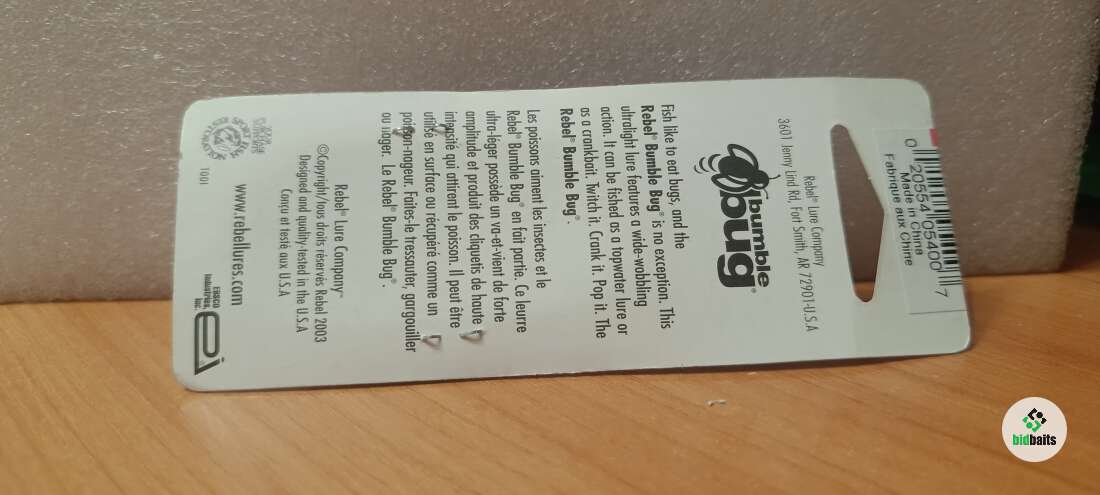 0 20554 05400 7
Made in China
Fabriqué aux Chine
Rebel® Lure Company
3601 Jenny Lind Rd, Fort Smith, AR 72901-U.S.A
bumble
bug®
Fish like to eat bugs, and the
Rebel® Bumble Bug® is no exception. This
ultralight lure features a wide-wobbling
action. It can be fished as a topwater lure or
as a crankbait. Twitch it. Crank it. Pop it. The
Rebel® Bumble Bug®.
Les poissons aiment les insectes et le
Rebel® Bumble Bug® en fait partie. Ce leurre
ultra-léger possède un va-et-vient de forte
amplitude et produit des cliquetis de haute
intensité qui attirent le poisson. Il peut être
utilisé en surface ou récupéré comme un
poisson-nageur. Faites-le tressauter, gargouiller
ou nager. Le Rebel® Bumble Bug®.
Rebel® Lure Company™
©Copyright/tous droits réservés Rebel 2003
Designed and quality-tested in the U.S.A
Conçu et testé aux U.S.A
www.rebellures.com
EBSCO
Industries,
Inc.
ej
1001
bidbaits